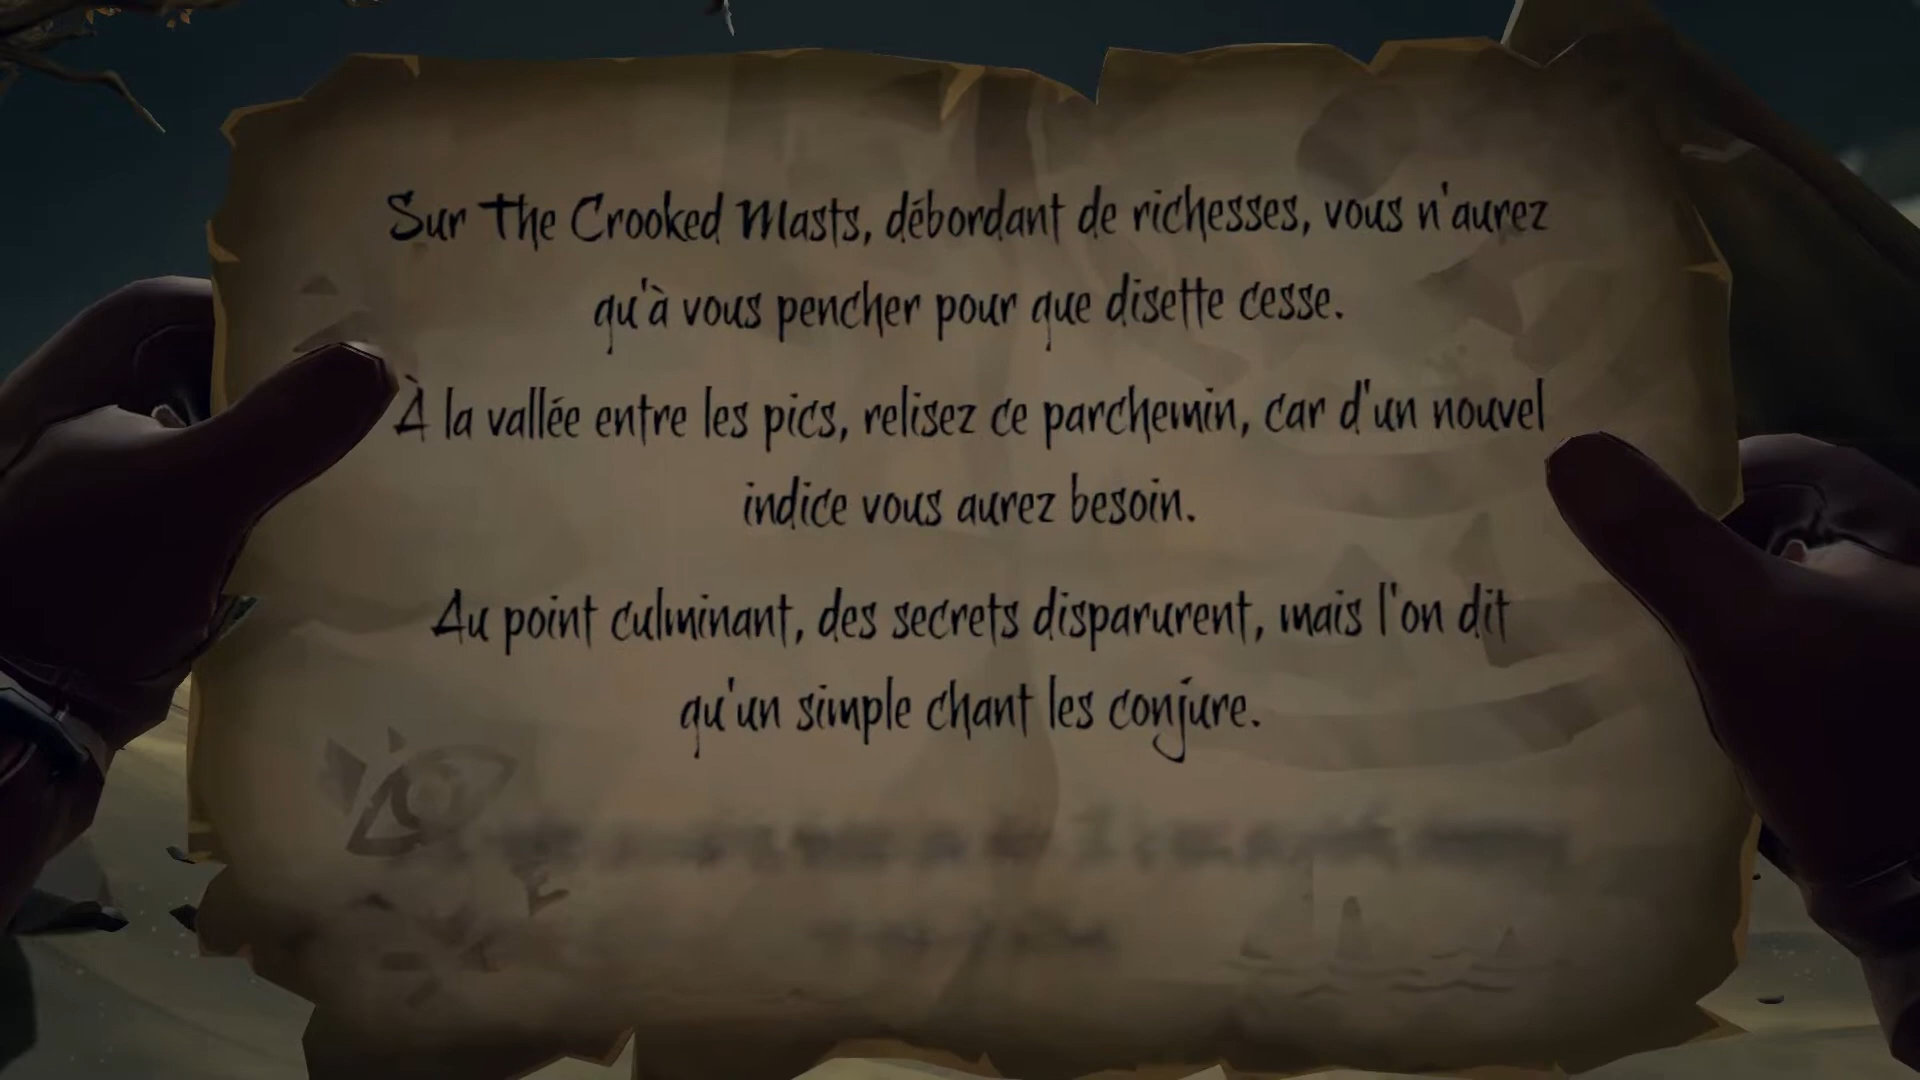 Sur The Crooked Masts, débordant de richesses, vous n'aurez
qu'à vous pencher pour que disette cesse.
À la vallée entre les pics, relisez ce parchemin, car d'un nouvel
indice vous aurez besoin.
Au point culminant, des secrets disparurent, mais l'on dit
qu'un simple chant les conjure.